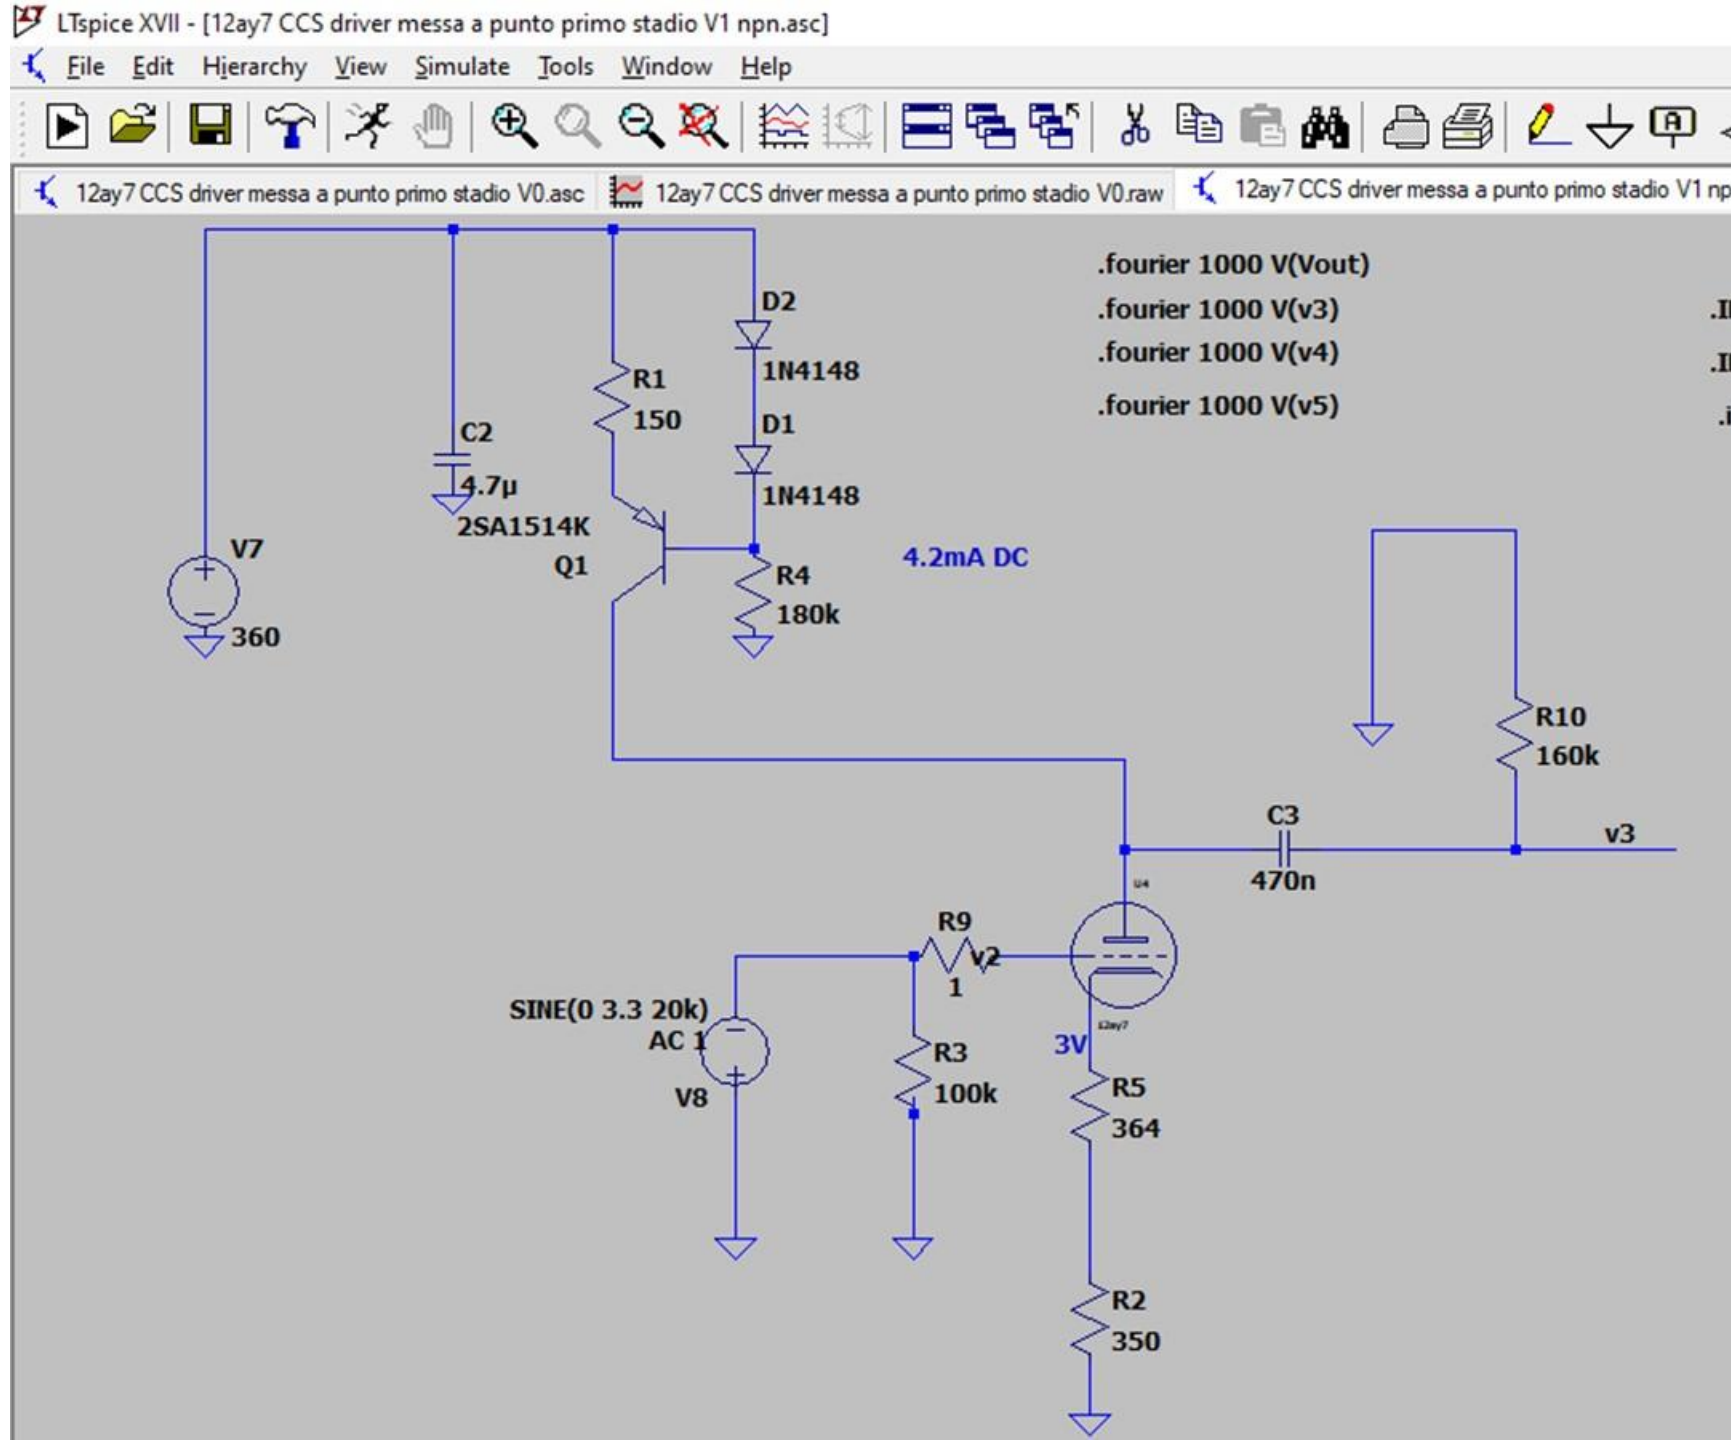 LTspice XVII - [12ay7 CCS driver messa a punto primo stadio V1 npn.asc]
File Edit Hierarchy View Simulate Tools Window Help
A
12ay7 CCS driver messa a punto primo stadio V0.asc
12ay7 CCS driver messa a punto primo stadio V0.raw
12ay7 CCS driver messa a punto primo stadio V1 np
.fourier 1000 V(Vout)
.fourier 1000 V(v3)
.fourier 1000 V(v4)
.fourier 1000 V(v5)
D2
1N4148
R1
150
D1
1N4148
C2
4.7µ
2SA1514K
Q1
V7
360
4.2mA DC
R4
180k
R10
160k
C3
470n
v3
U4
R9
v2
1
SINE(0 3.3 20k)
AC 1
V8
12ay7
3V
R3
100k
R5
364
R2
350